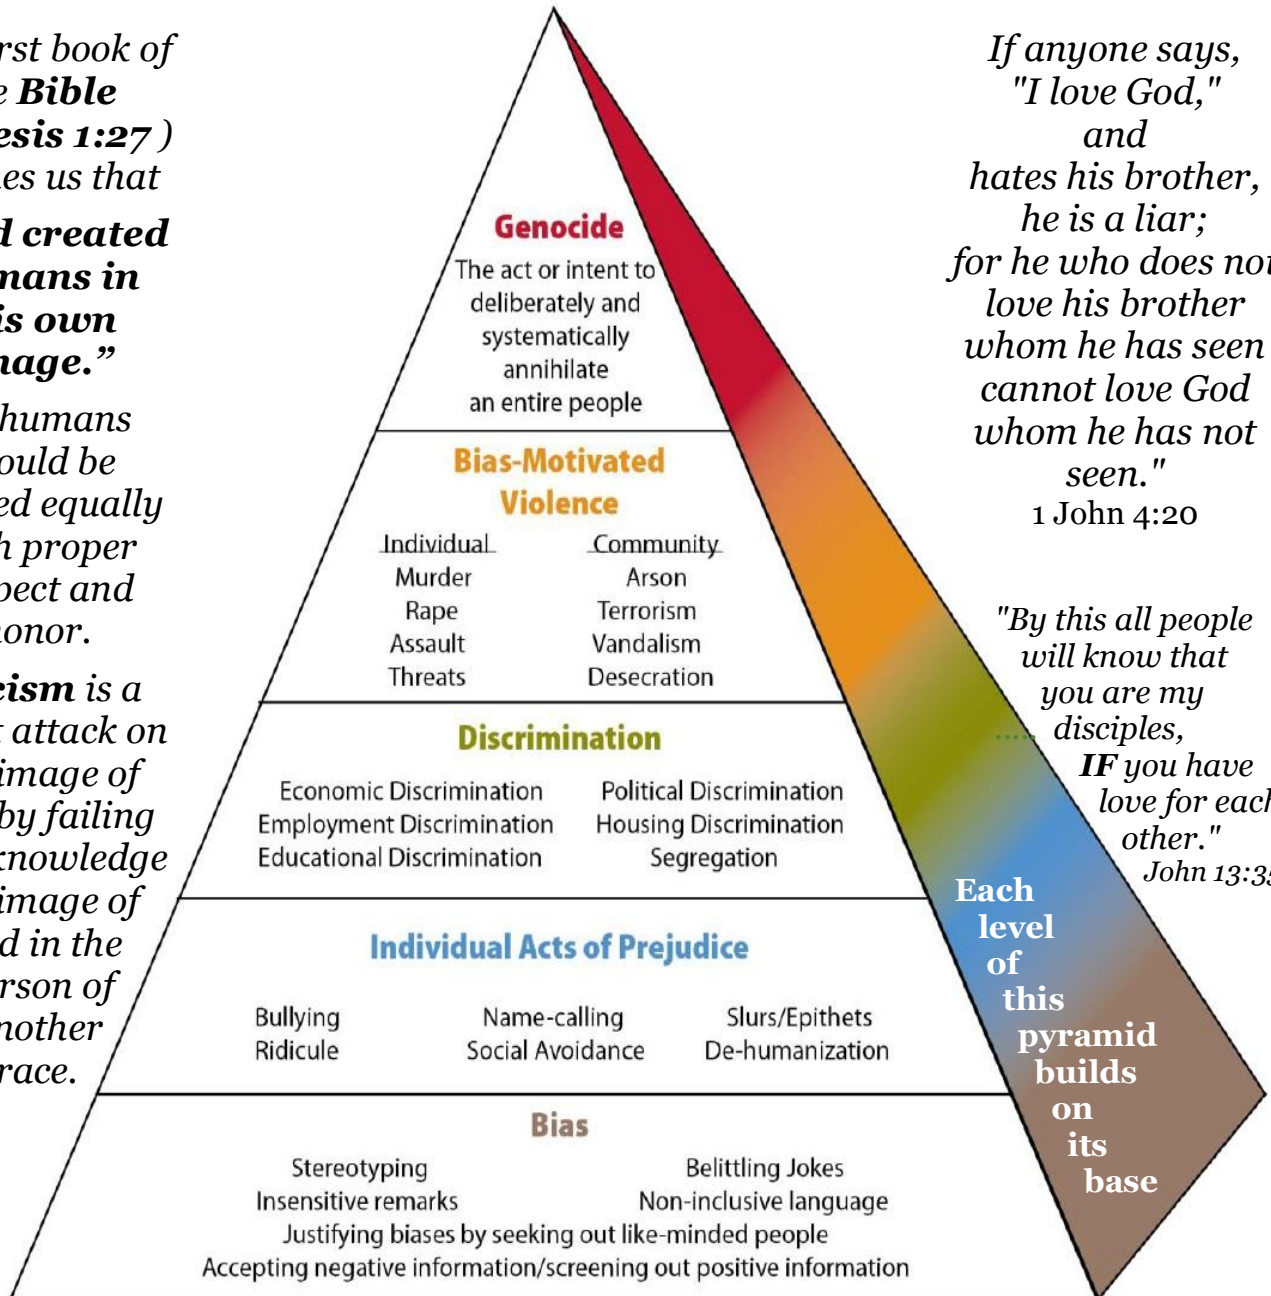 rst book of
e Bible
esis 1:27 )
es us that
d created
mans in
is own
mage.”
humans
ould be
ed equally
h proper
pect and
honor.
cism is a
t attack on
image of
by failing
knowledge
image of
d in the
rson of
nother
race.
Genocide
The act or intent to
deliberately and
systematically
annihilate
an entire people
Bias-Motivated
Violence
Individual Community
Murder Arson
Rape Terrorism
Assault Vandalism
Threats Desecration
Discrimination
Economic Discrimination Political Discrimination
Employment Discrimination Housing Discrimination
Educational Discrimination Segregation
Individual Acts of Prejudice
Bullying Name-calling Slurs/Epithets
Ridicule Social Avoidance De-humanization
Bias
Stereotyping Belittling Jokes
Insensitive remarks Non-inclusive language
Justifying biases by seeking out like-minded people
Accepting negative information/screening out positive information
Each
level
of
this
pyramid
builds
on
its
base
If anyone says,
"I love God,"
and
hates his brother,
he is a liar;
for he who does not
love his brother
whom he has seen
cannot love God
whom he has not
seen."
1 John 4:20
"By this all people
will know that
you are my
..... disciples,
IF you have
love for each
other."
John 13:35